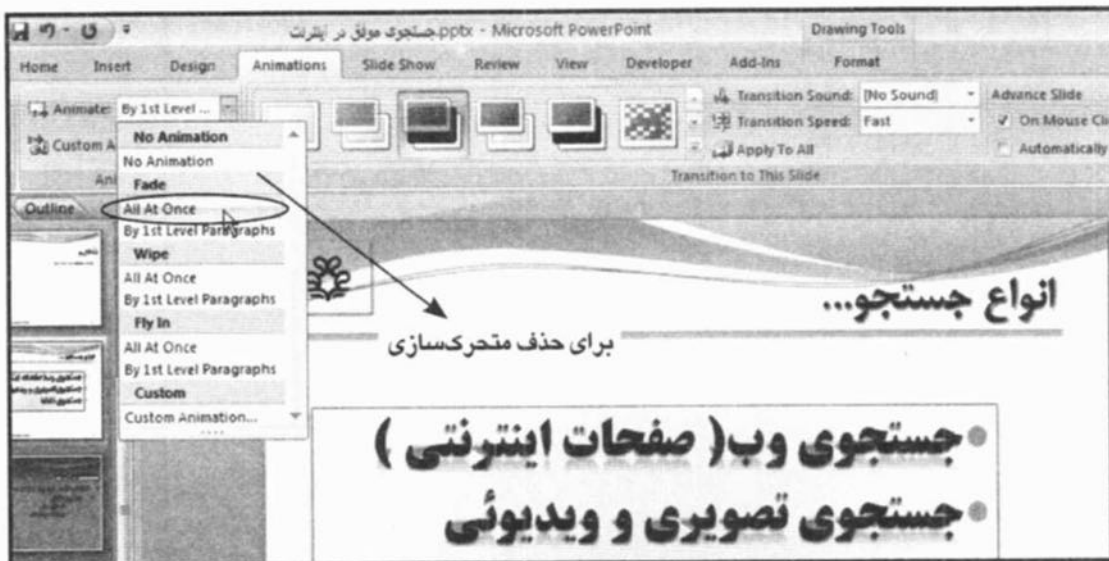 جستجوی موفق در اینترنت.pptx - Microsoft PowerPoint
Drawing Tools
Home Insert Design Animations Slide Show Review View Developer Add-Ins Format
Animate: By 1st Level ...
Transition Sound: [No Sound]
Advance Slide
Custom A
Transition Speed: Fast
On Mouse Cli
Apply To All
Automatically
Ani
Transition to This Slide
Outline
No Animation
No Animation
Fade
All At Once
By 1st Level Paragraphs
Wipe
All At Once
By 1st Level Paragraphs
Fly In
All At Once
By 1st Level Paragraphs
Custom
Custom Animation...
برای حذف متحرک‌سازی
انواع جستجو...
جستجوی وب( صفحات اینترنتی )
جستجوی تصویری و ویدیوئی